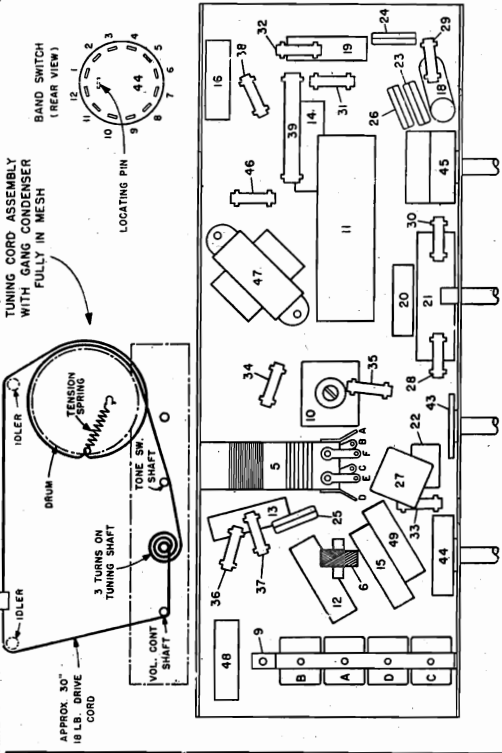 BAND SWITCH
(REAR VIEW)
1
2
3
4
5
6
7
8
9
10
11
12
44
LOCATING PIN
TUNING CORD ASSEMBLY
WITH GANG CONDENSER
FULLY IN MESH
IDLER
TENSION
SPRING
DRUM
TONE SW.
SHAFT
3 TURNS ON
TUNING SHAFT
IDLER
VOL. CONT
SHAFT
APPROX. 30"
18 LB. DRIVE
CORD
16
38
32
19
24
29
23
26
18
39
14
31
46
11
45
47
30
20
21
28
34
10
35
43
5
A
B
F
C
E
D
22
27
33
13
25
36
37
12
6
15
49
44
48
9
B
A
D
C